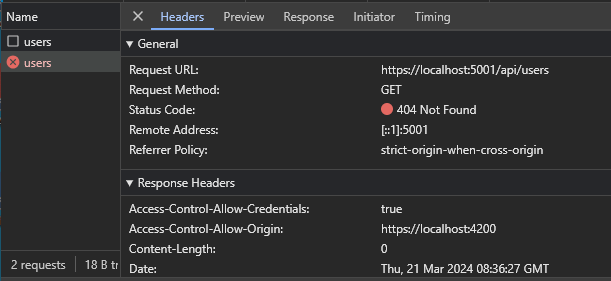 Name
Headers Preview Response Initiator Timing
users
users
General
Request URL: https://localhost:5001/api/users
Request Method: GET
Status Code: 404 Not Found
Remote Address: [::1]:5001
Referrer Policy: strict-origin-when-cross-origin
Response Headers
Access-Control-Allow-Credentials: true
Access-Control-Allow-Origin: https://localhost:4200
Content-Length: 0
Date: Thu, 21 Mar 2024 08:36:27 GMT
2 requests 18 B tr